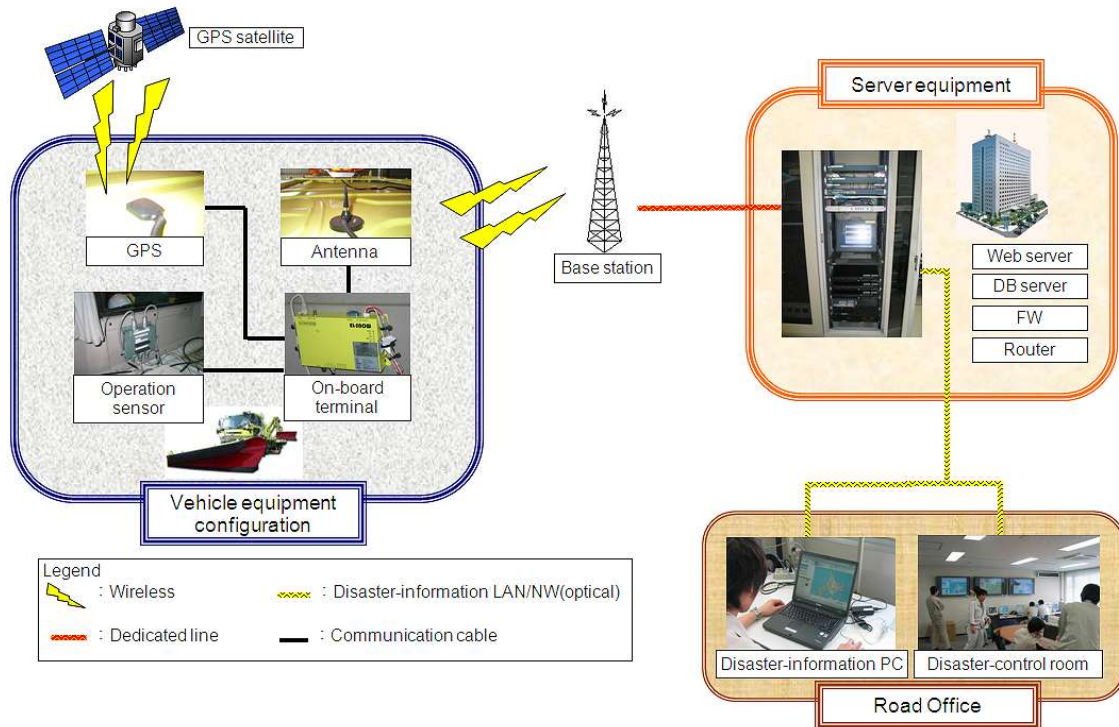 GPS satellite
Server equipment
GPS
Antenna
Base station
Web server
DB server
FW
Router
Operation
sensor
On-board
terminal
Vehicle equipment
configuration
Legend
: Wireless
: Disaster-information LAN/NW(optical)
: Dedicated line
: Communication cable
Disaster-information PC
Disaster-control room
Road Office